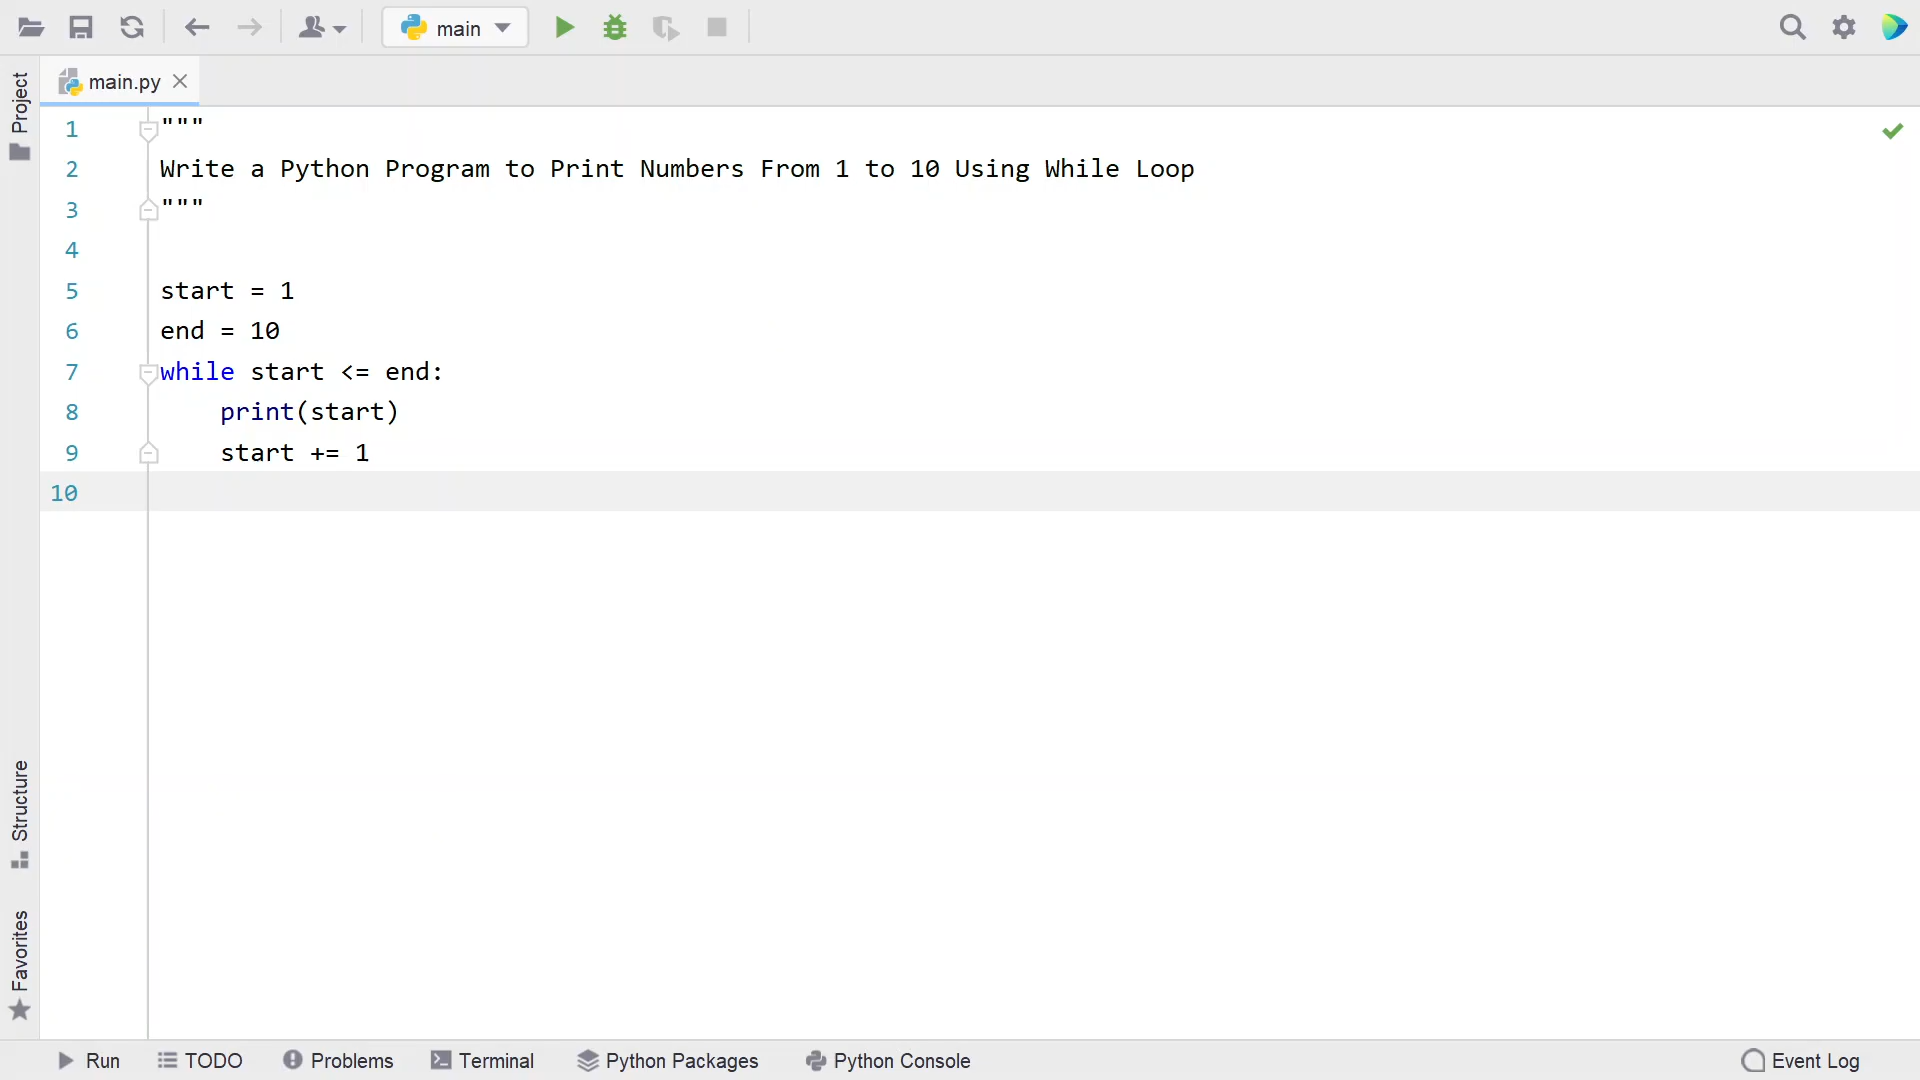 main
Project
main.py
1 """
2 Write a Python Program to Print Numbers From 1 to 10 Using While Loop
3 """
4
5 start = 1
6 end = 10
7 while start <= end:
8     print(start)
9     start += 1
10
Structure
Favorites
Run TODO Problems Terminal Python Packages Python Console Event Log